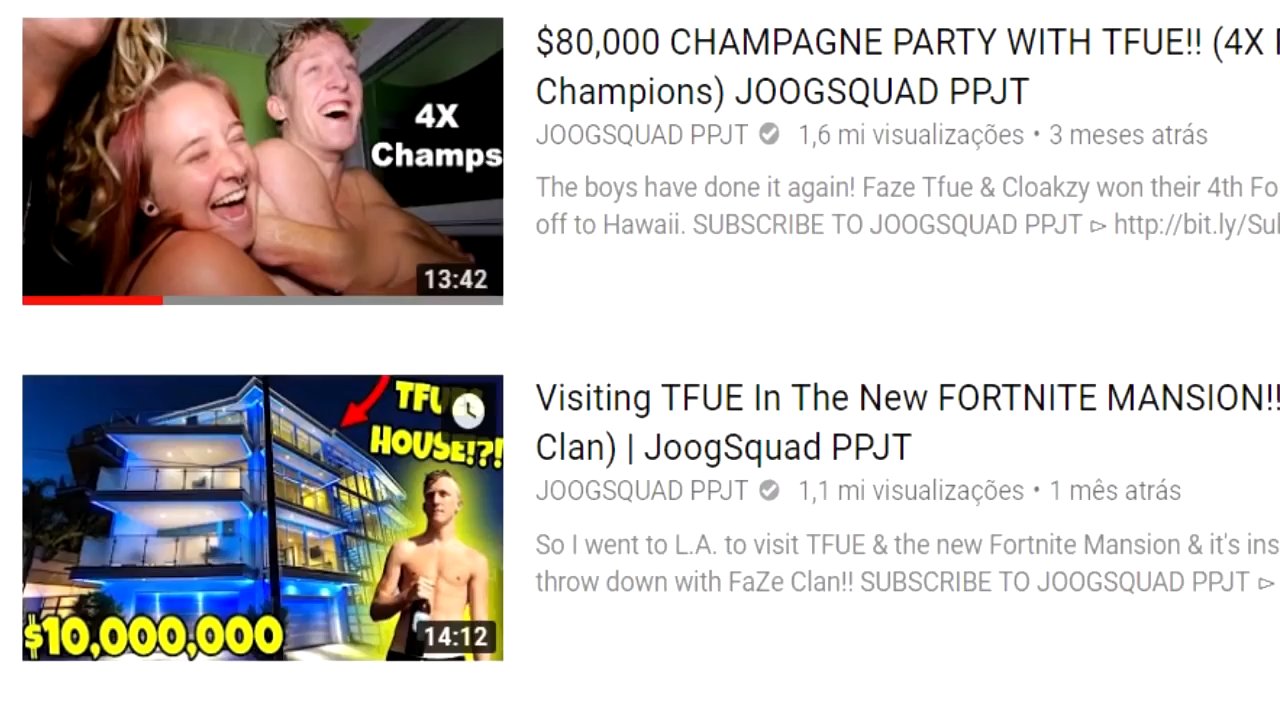 4X
Champs
13:42
$80,000 CHAMPAGNE PARTY WITH TFUE!! (4X
Champions) JOOGSQUAD PPJT
JOOGSQUAD PPJT 1,6 mi visualizações • 3 meses atrás
The boys have done it again! Faze Tfue & Cloakzy won their 4th Fo
off to Hawaii. SUBSCRIBE TO JOOGSQUAD PPJT ▻ http://bit.ly/Su
HOUSE!?!
$10,000,000
14:12
Visiting TFUE In The New FORTNITE MANSION!!
Clan) | JoogSquad PPJT
JOOGSQUAD PPJT 1,1 mi visualizações • 1 mês atrás
So I went to L.A. to visit TFUE & the new Fortnite Mansion & it's ins
throw down with FaZe Clan!! SUBSCRIBE TO JOOGSQUAD PPJT ▻